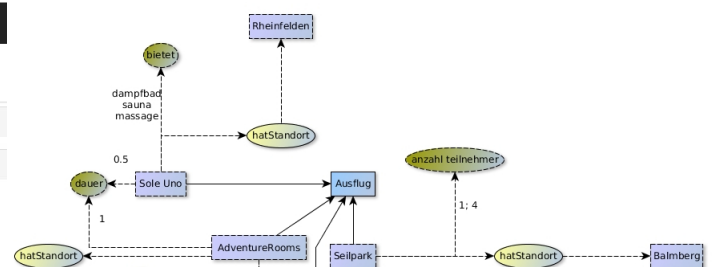 Rheinfelden
bietet
dampfbad
sauna
massage
hatStandort
anzahl teilnehmer
0.5
dauer
Sole Uno
Ausflug
1; 4
1
AdventureRooms
hatStandort
Seilpark
hatStandort
Balmberg